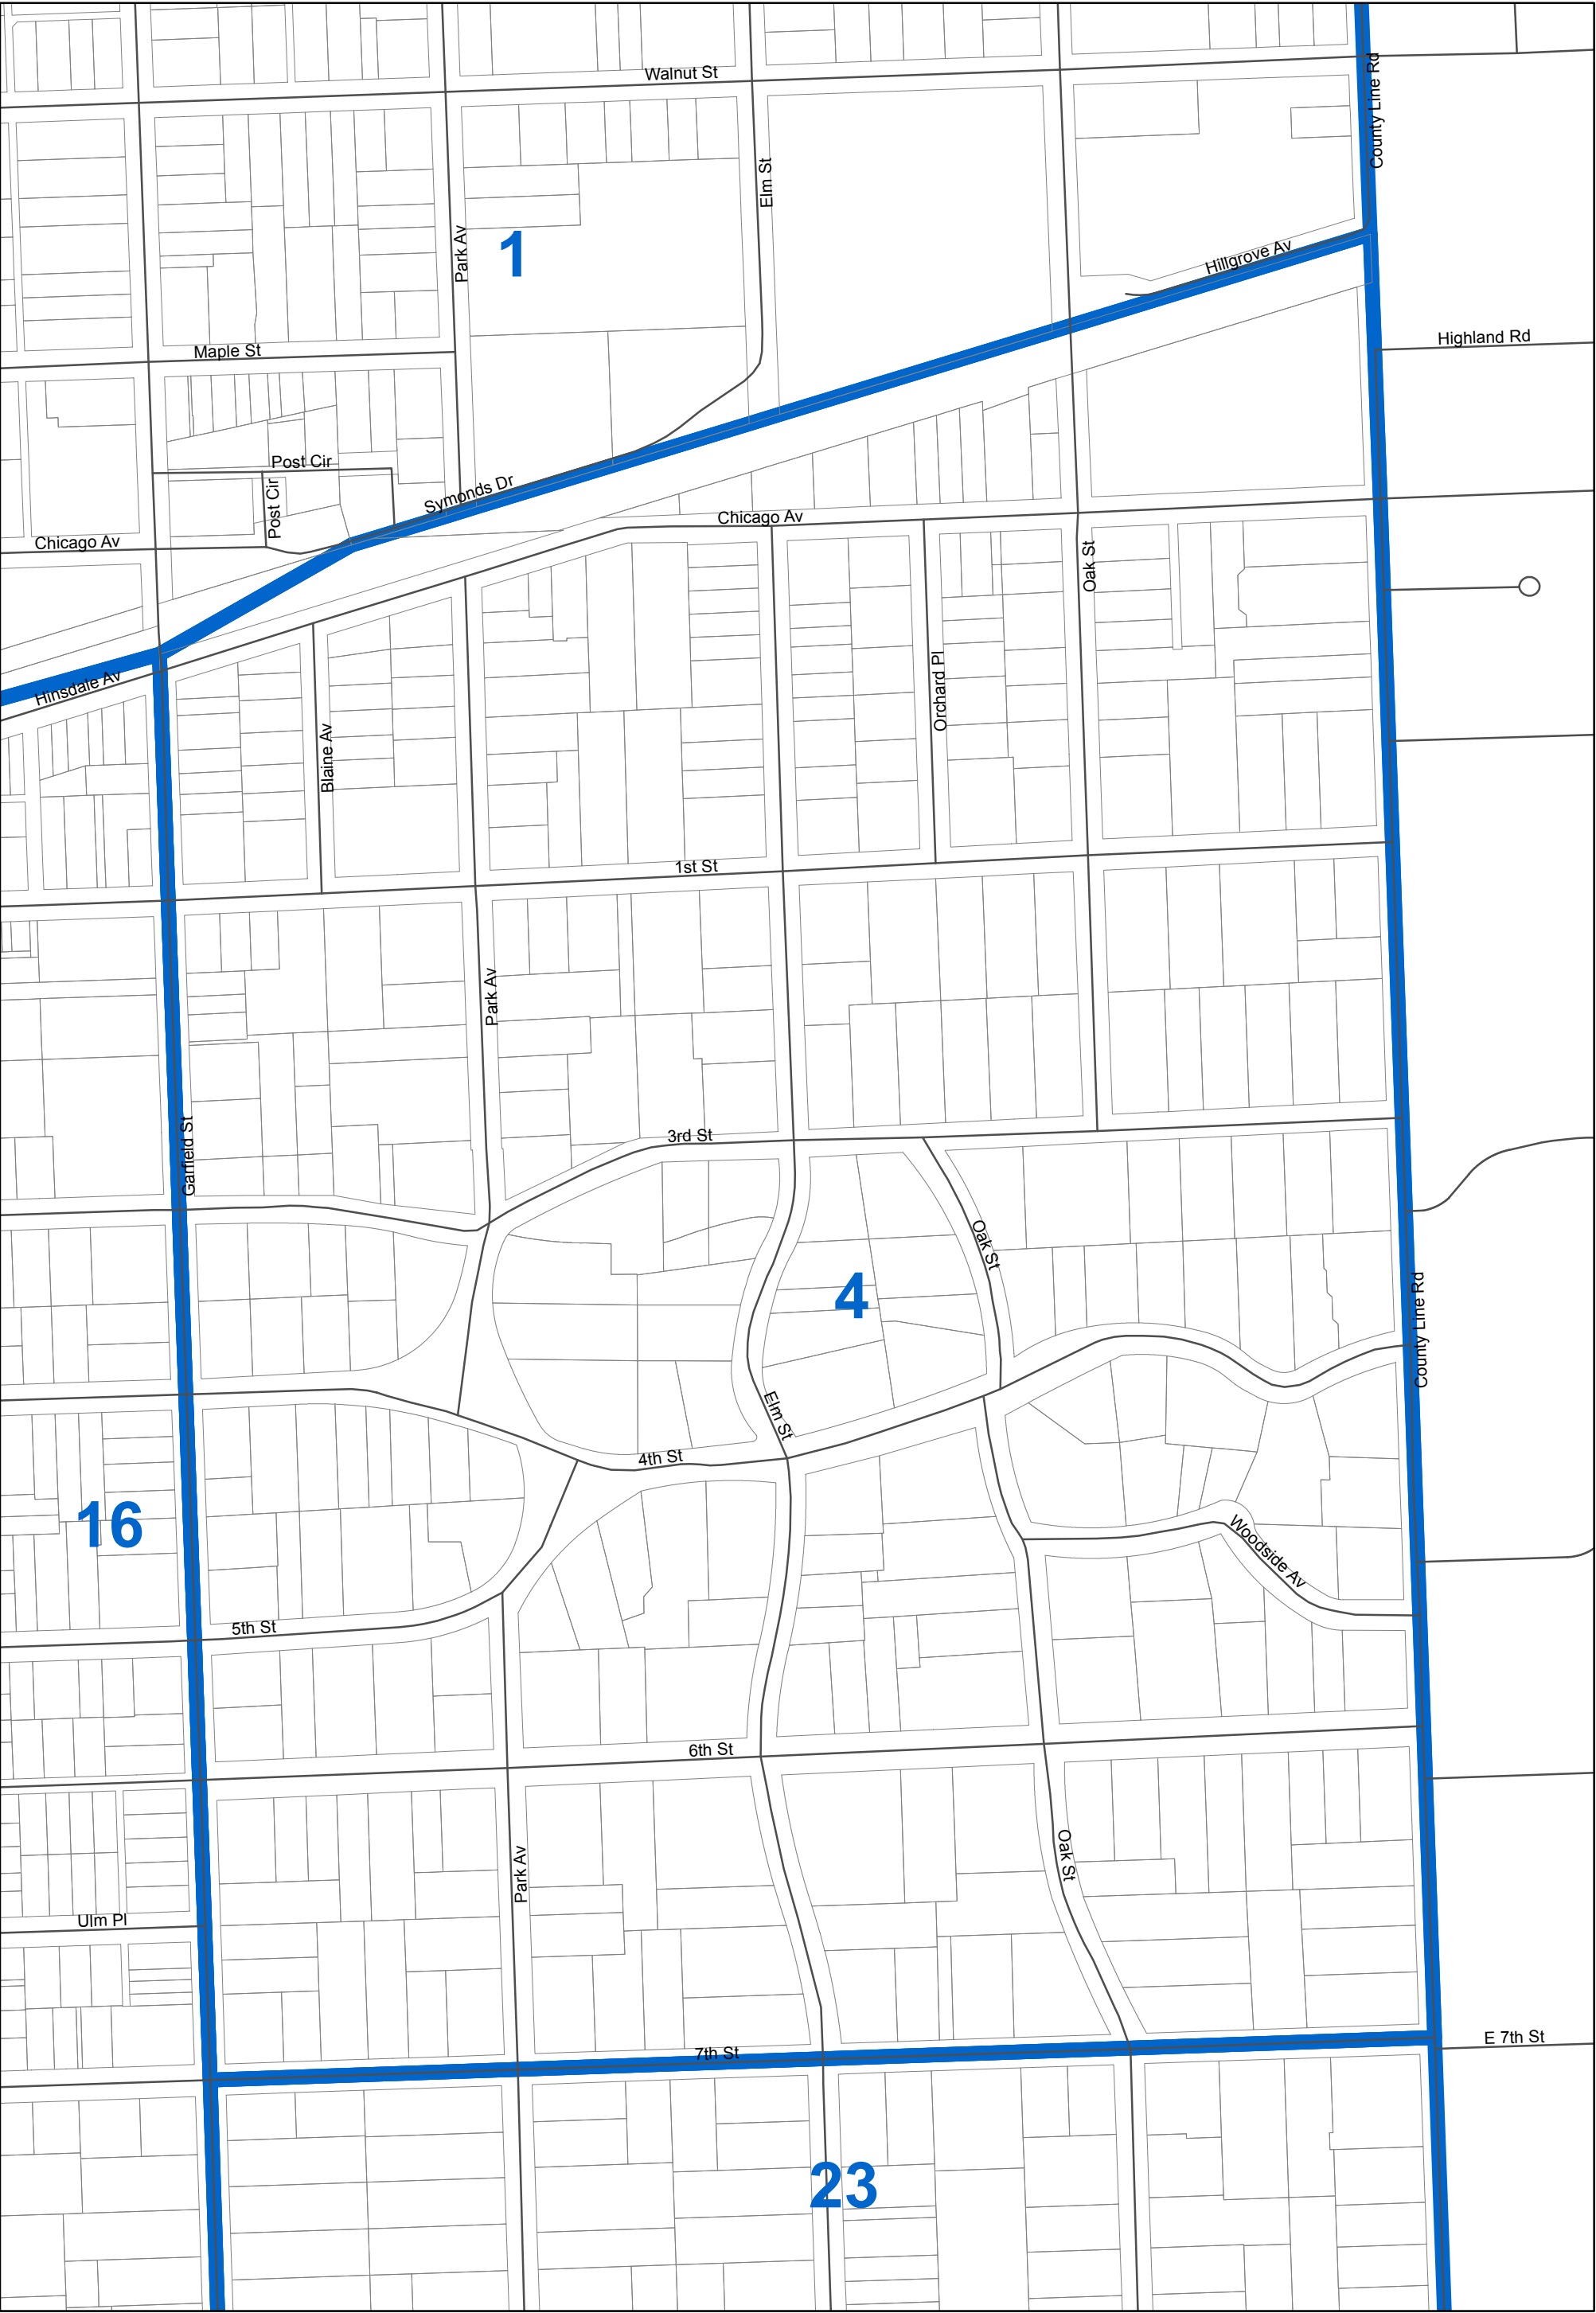 Walnut St
County Line Rd
Elm St
Park Av
1
Hillgrove Av
Highland Rd
Maple St
Post Cir
Post Cir
Symonds Dr
Chicago Av
Chicago Av
Oak St
Orchard Pl
Hinsdale Av
Blaine Av
1st St
Park Av
3rd St
Garfield St
Oak St
4
County Line Rd
Elm St
4th St
16
Woodside Av
5th St
6th St
Park Av
Oak St
Ulm Pl
E 7th St
7th St
23